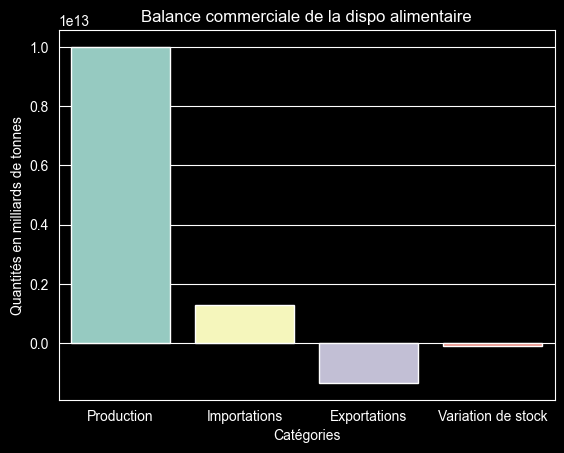 Balance commerciale de la dispo alimentaire
1e13
1.0
0.8
0.6
0.4
0.2
0.0
Quantités en milliards de tonnes
Production Importations Exportations Variation de stock
Catégories